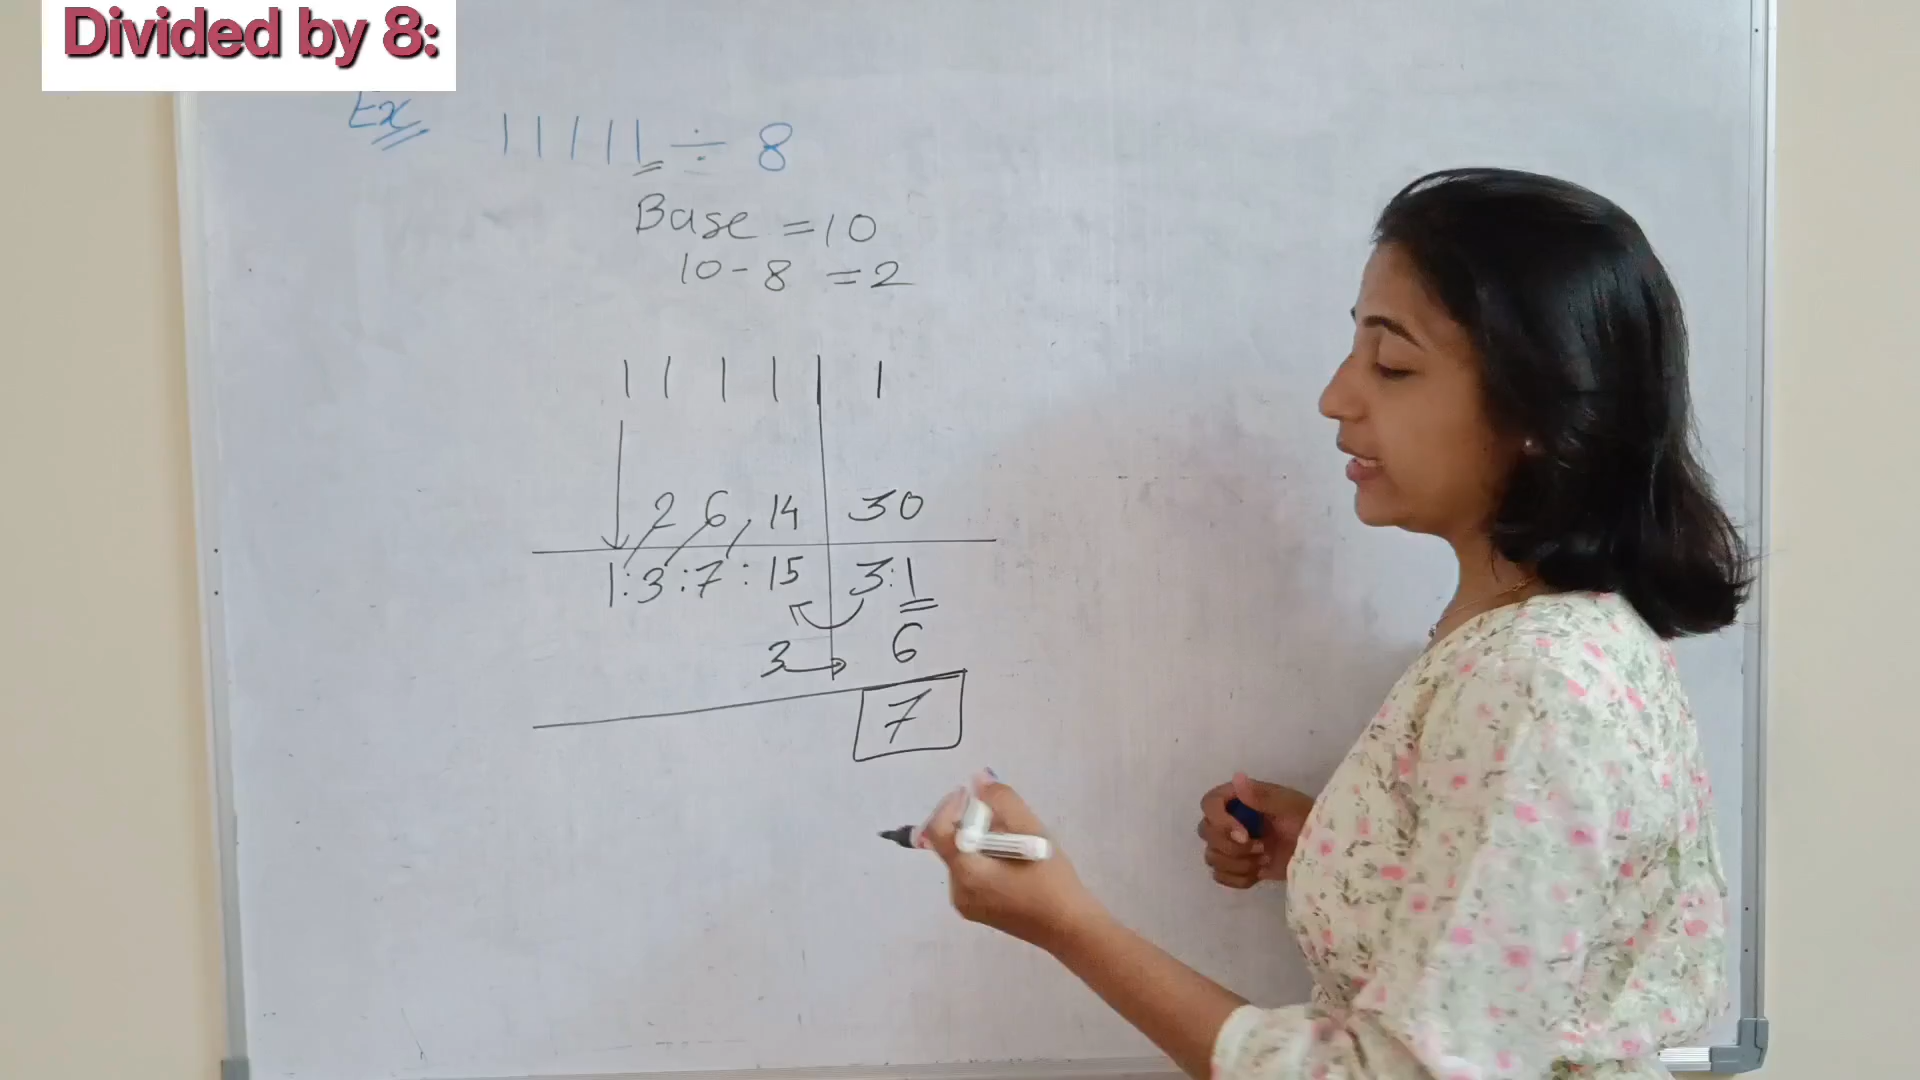 Divided by 8:
Ex
11111 ÷ 8
Base = 10
10 - 8 = 2
1 1 1 1 | 1
2 6 14 30
1 : 3 : 7 : 15 3 : 1
3 6
7